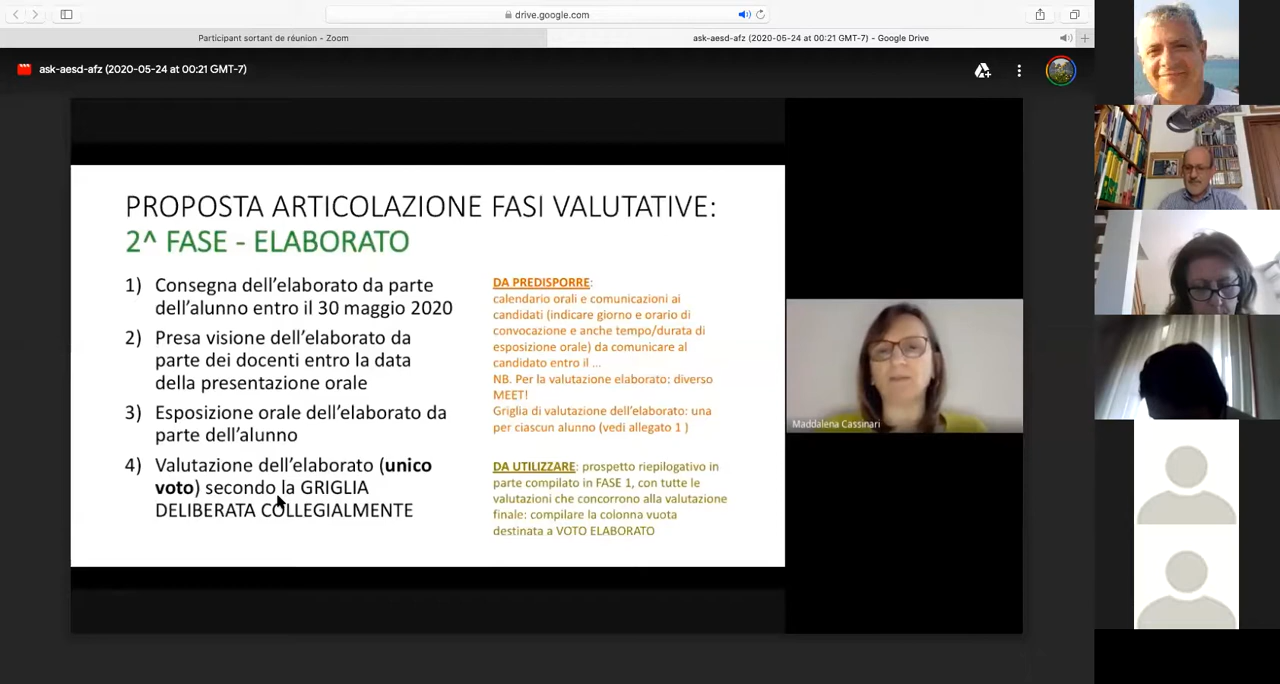 drive.google.com
Participant sortant de réunion - Zoom
ask-aesd-afz (2020-05-24 at 00:21 GMT-7) - Google Drive
ask-aesd-afz (2020-05-24 at 00:21 GMT-7)
PROPOSTA ARTICOLAZIONE FASI VALUTATIVE:
2^ FASE - ELABORATO
1) Consegna dell'elaborato da parte
dell'alunno entro il 30 maggio 2020
2) Presa visione dell'elaborato da
parte dei docenti entro la data
della presentazione orale
3) Esposizione orale dell'elaborato da
parte dell'alunno
4) Valutazione dell'elaborato (unico
voto) secondo la GRIGLIA
DELIBERATA COLLEGIALMENTE
DA PREDISPORRE:
calendario orali e comunicazioni ai
candidati (indicare giorno e orario di
convocazione e anche tempo/durata di
esposizione orale) da comunicare al
candidato entro il ...
NB. Per la valutazione elaborato: diverso
MEET!
Griglia di valutazione dell'elaborato: una
per ciascun alunno (vedi allegato 1 )
DA UTILIZZARE: prospetto riepilogativo in
parte compilato in FASE 1, con tutte le
valutazioni che concorrono alla valutazione
finale: compilare la colonna vuota
destinata a VOTO ELABORATO
Maddalena Cassinari